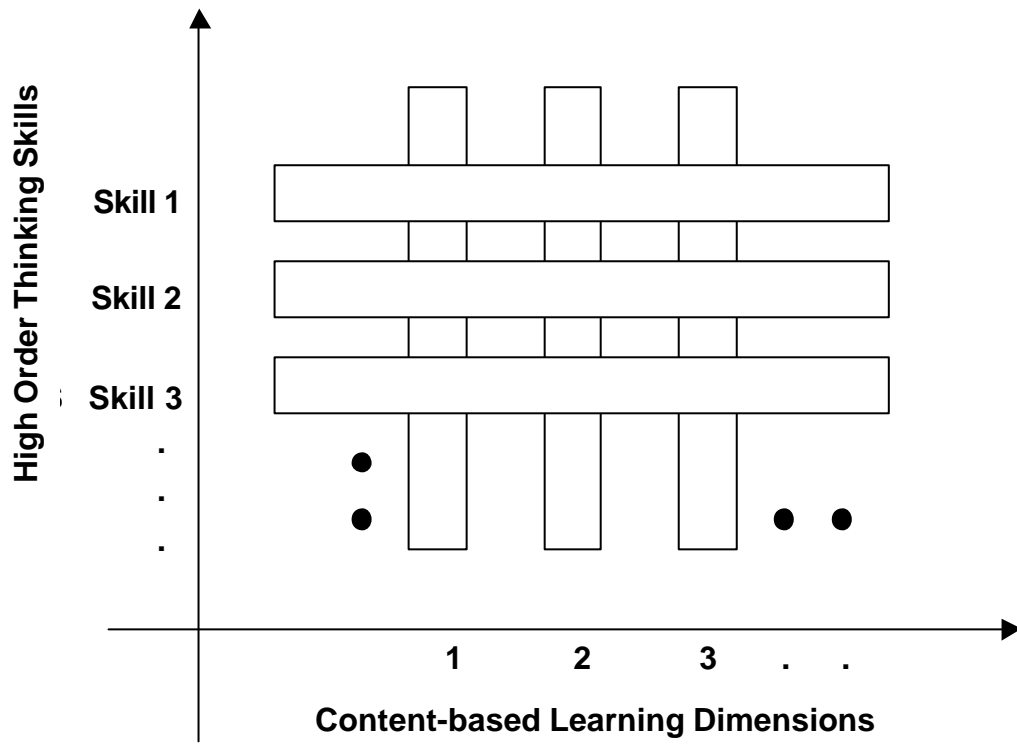 High Order Thinking Skills
Skill 1
Skill 2
Skill 3
.
.
.
1 2 3 . .
Content-based Learning Dimensions